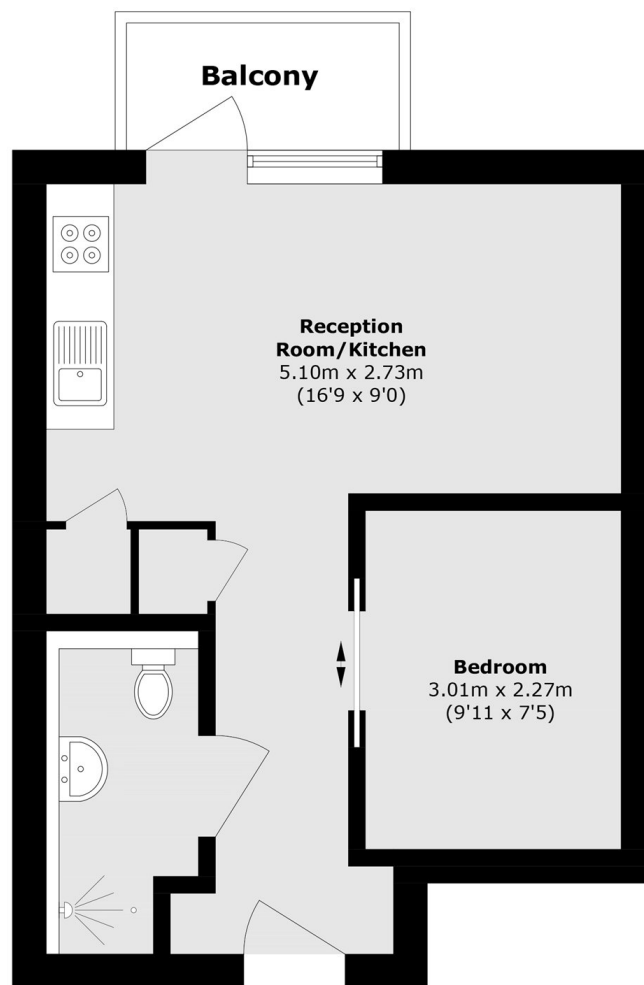 Balcony
Reception
Room/Kitchen
5.10m x 2.73m
(16'9 x 9'0)
Bedroom
3.01m x 2.27m
(9'11 x 7'5)